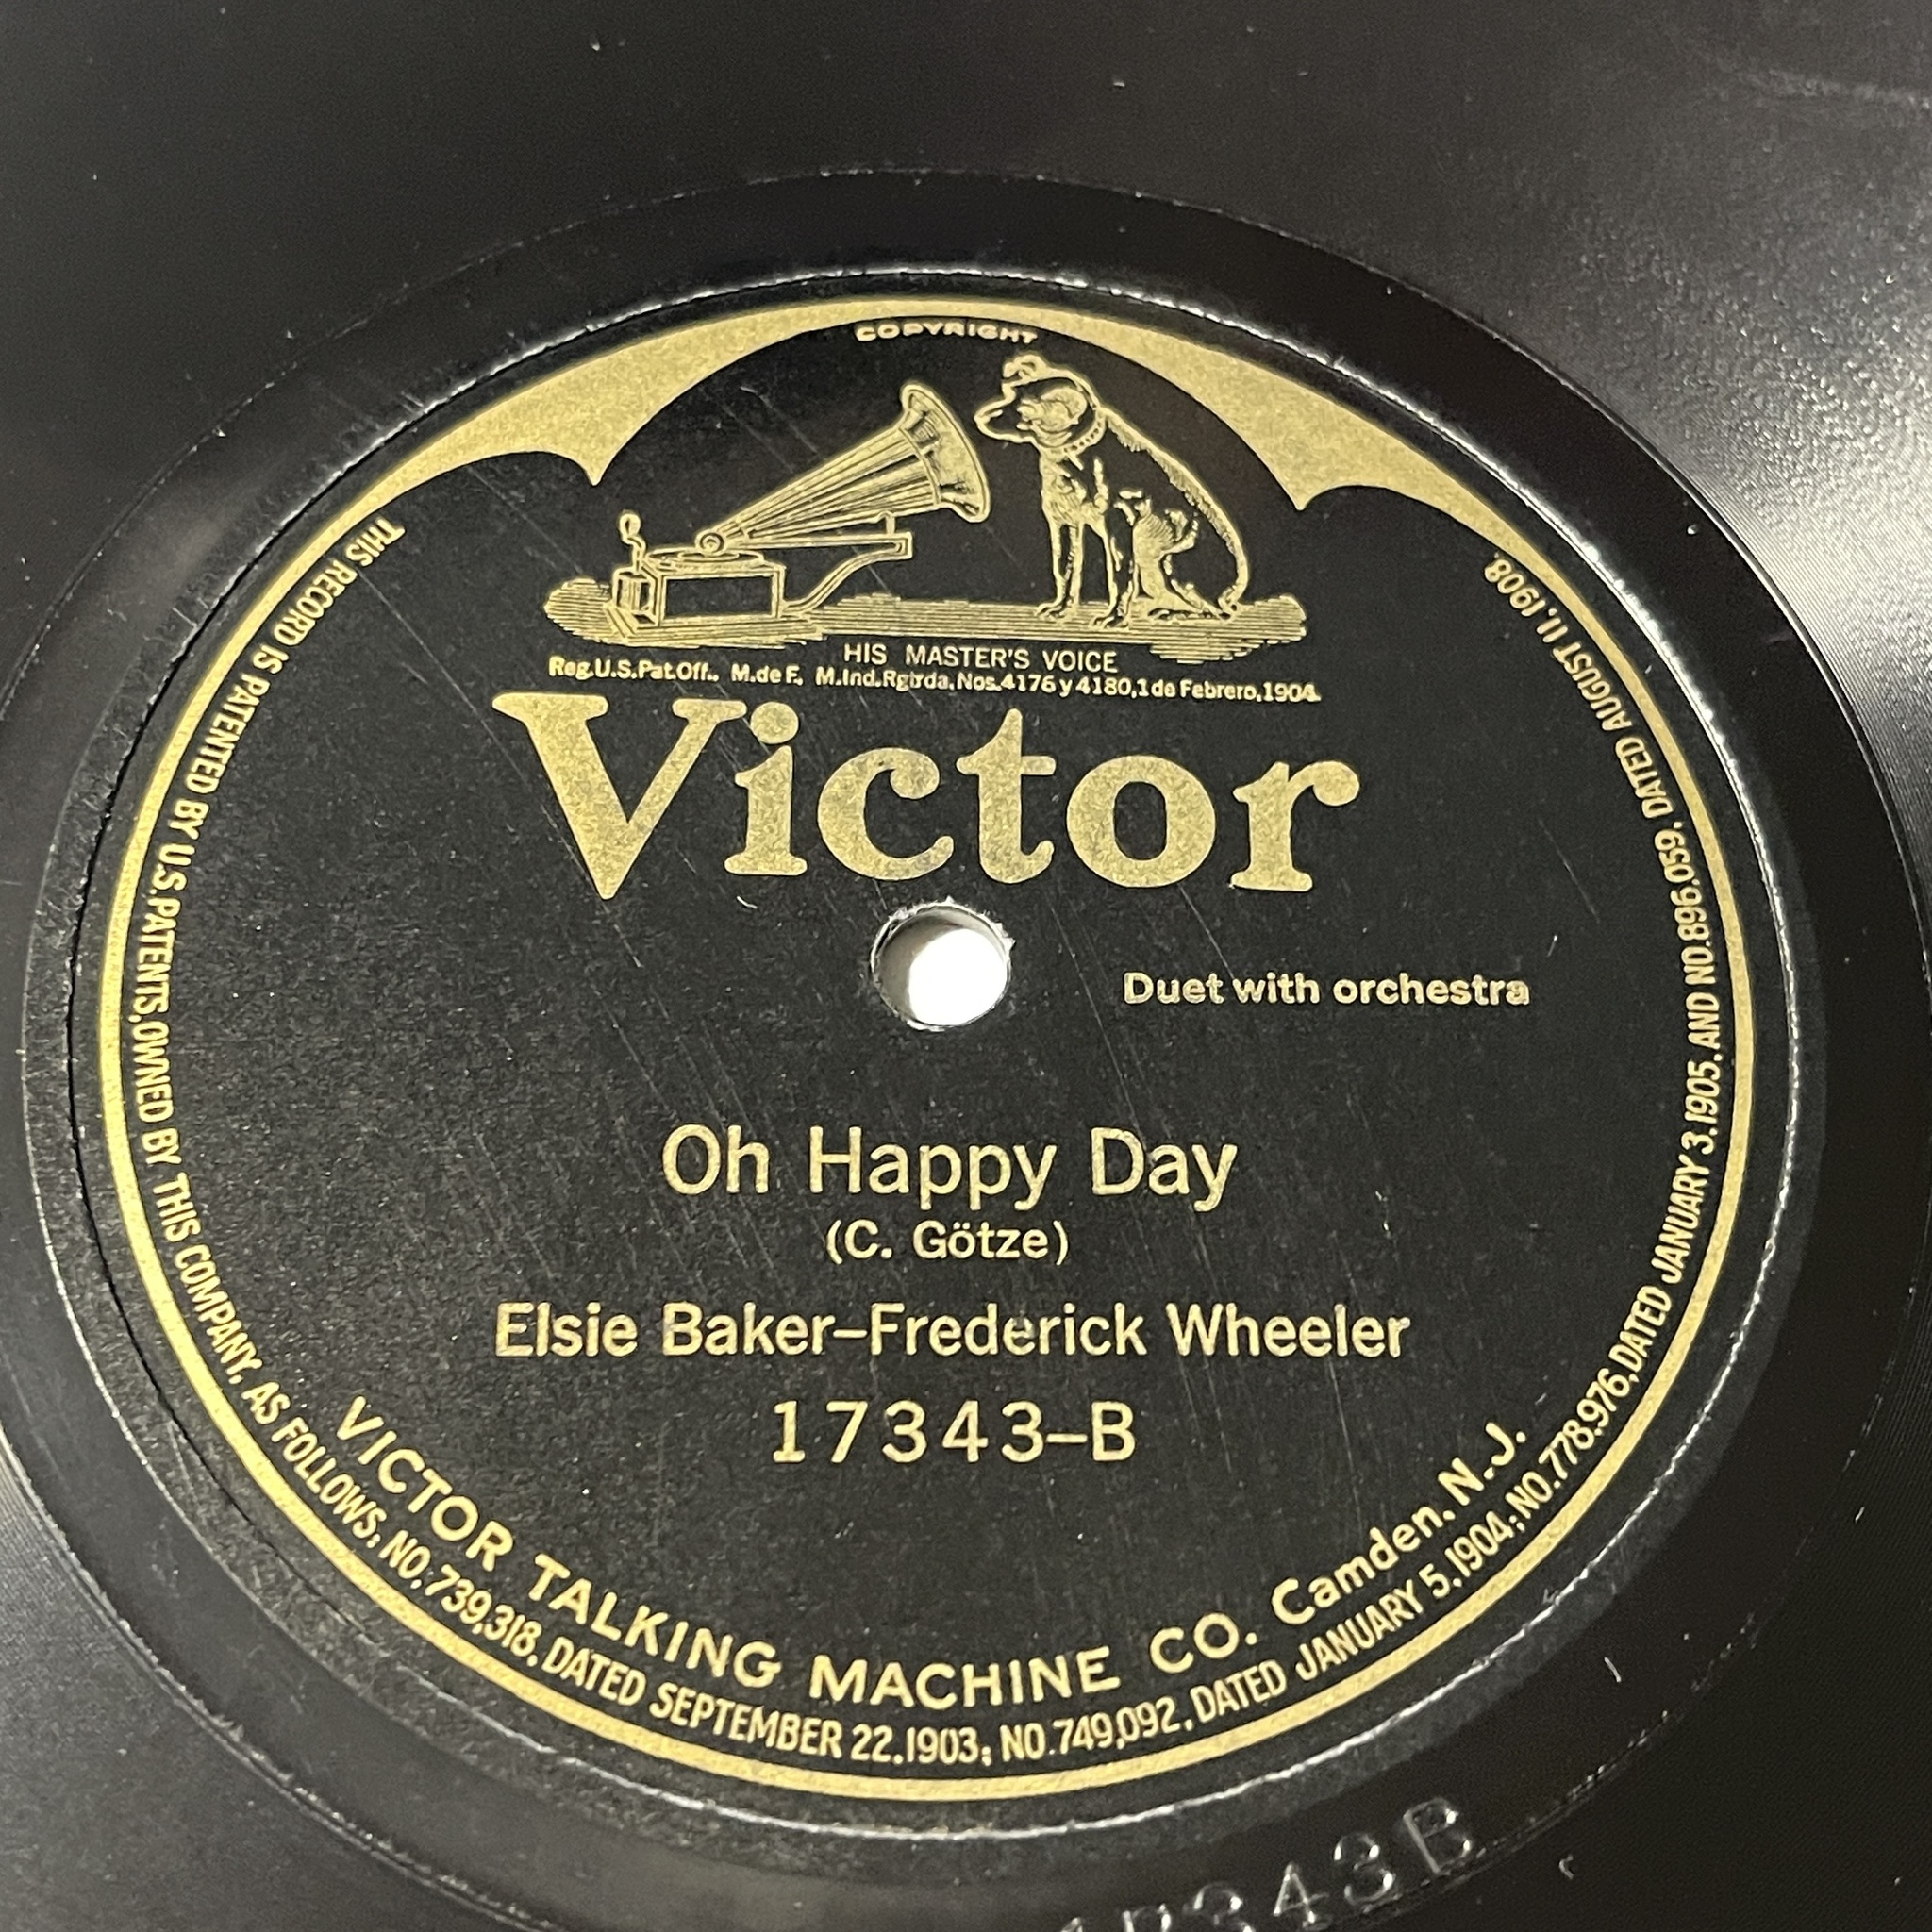 COPYRIGHT
HIS MASTER'S VOICE
Reg.U.S.Pat.Off.. M.de F. M.Ind.Rgtrda.Nos.4176 y 4180,1 de Febrero,1904.
Victor
Duet with orchestra
Oh Happy Day
(C. Götze)
Elsie Baker–Frederick Wheeler
17343–B
VICTOR TALKING MACHINE CO. Camden. N.J.
THIS RECORD IS PATENTED BY U.S.PATENTS,OWNED BY THIS COMPANY, AS FOLLOWS; NO.739,318, DATED SEPTEMBER 22,1903; NO.749,092, DATED JANUARY 5,1904;NO.778.976,DATED JANUARY 3.1905. AND NO.896.059, DATED AUGUST 11.1908.
17343B